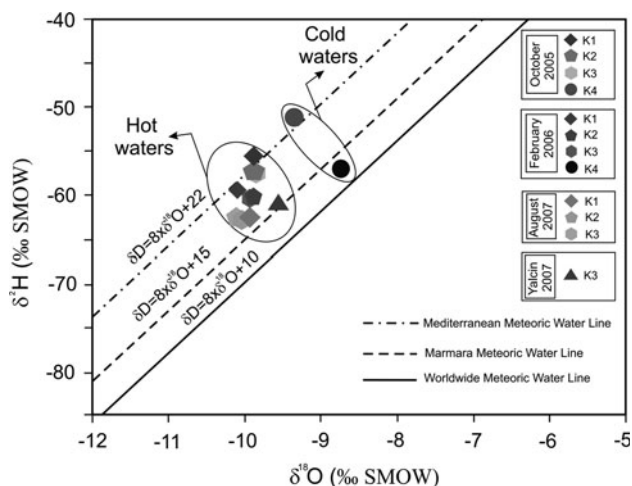 -40
-50
-60
-70
-80
δ²H (‰ SMOW)
-12
-11
-10
-9
-8
-7
-6
-5
δ¹⁸O (‰ SMOW)
Cold
waters
Hot
waters
δD=8xδ¹⁸O+22
δD=8xδ¹⁸O+15
δD=8xδ¹⁸O+10
October
2005
K1
K2
K3
K4
February
2006
K1
K2
K3
K4
August
2007
K1
K2
K3
Yalcin
2007
K3
Mediterranean Meteoric Water Line
Marmara Meteoric Water Line
Worldwide Meteoric Water Line